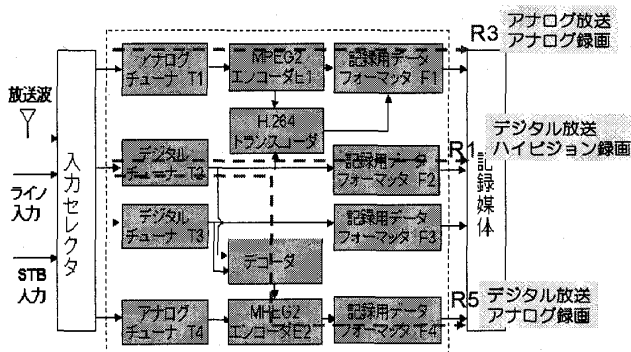 R3
アナログ放送
アナログ録画
アナログ
チューナ T1
MPEG2
エンコーダE1
記録用データ
フォーマッタ F1
放送波
H.264
トランスコーダ
R1
デジタル放送
ハイビジョン録画
デジタル
チューナ T2
記録用データ
フォーマッタ F2
ライン
入力
入力セレクタ
記録媒体
デジタル
チューナ T3
記録用データ
フォーマッタ F3
デコーダ
STB
入力
R5
デジタル放送
アナログ録画
アナログ
チューナ T4
MPEG2
エンコーダE2
記録用データ
フォーマッタ F4